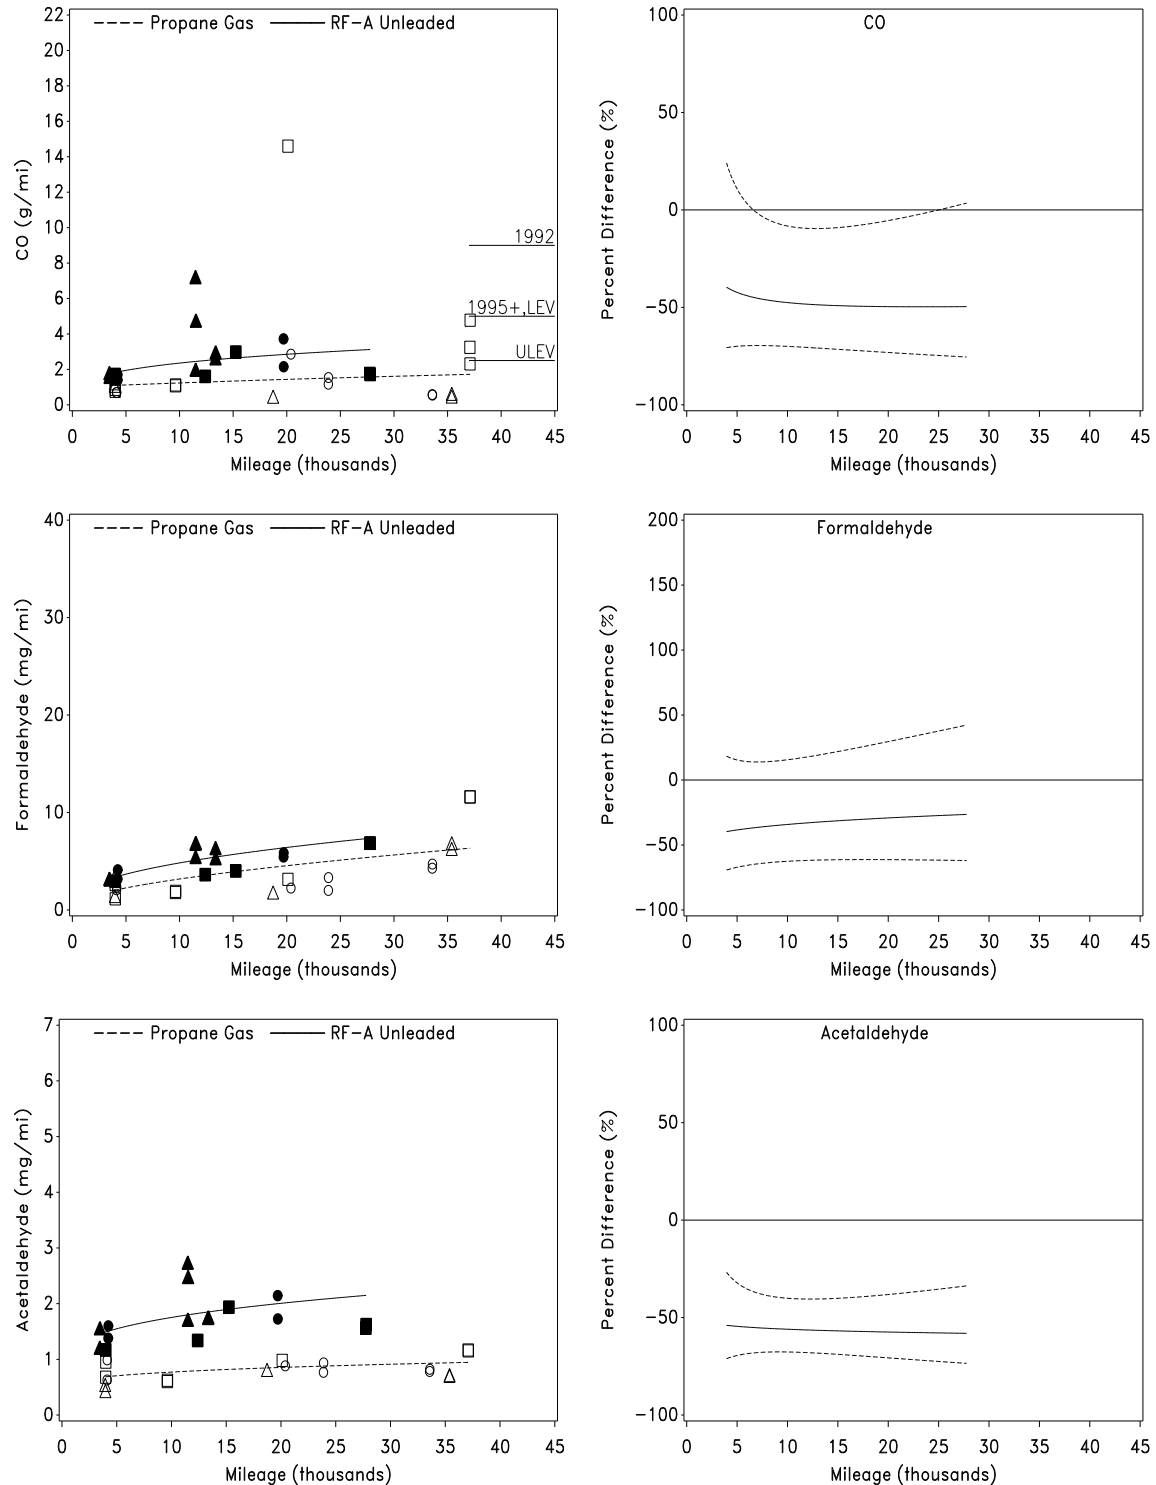 Propane Gas RF-A Unleaded
CO (g/mi)
22
20
18
16
14
12
10
8
6
4
2
0
1992
1995+,LEV
ULEV
0 5 10 15 20 25 30 35 40 45
Mileage (thousands)
CO
Percent Difference (%)
100
50
0
-50
-100
0 5 10 15 20 25 30 35 40 45
Mileage (thousands)
Propane Gas RF-A Unleaded
Formaldehyde (mg/mi)
40
30
20
10
0
0 5 10 15 20 25 30 35 40 45
Mileage (thousands)
Formaldehyde
Percent Difference (%)
200
150
100
50
0
-50
-100
0 5 10 15 20 25 30 35 40 45
Mileage (thousands)
Propane Gas RF-A Unleaded
Acetaldehyde (mg/mi)
7
6
5
4
3
2
1
0
0 5 10 15 20 25 30 35 40 45
Mileage (thousands)
Acetaldehyde
Percent Difference (%)
100
50
0
-50
-100
0 5 10 15 20 25 30 35 40 45
Mileage (thousands)